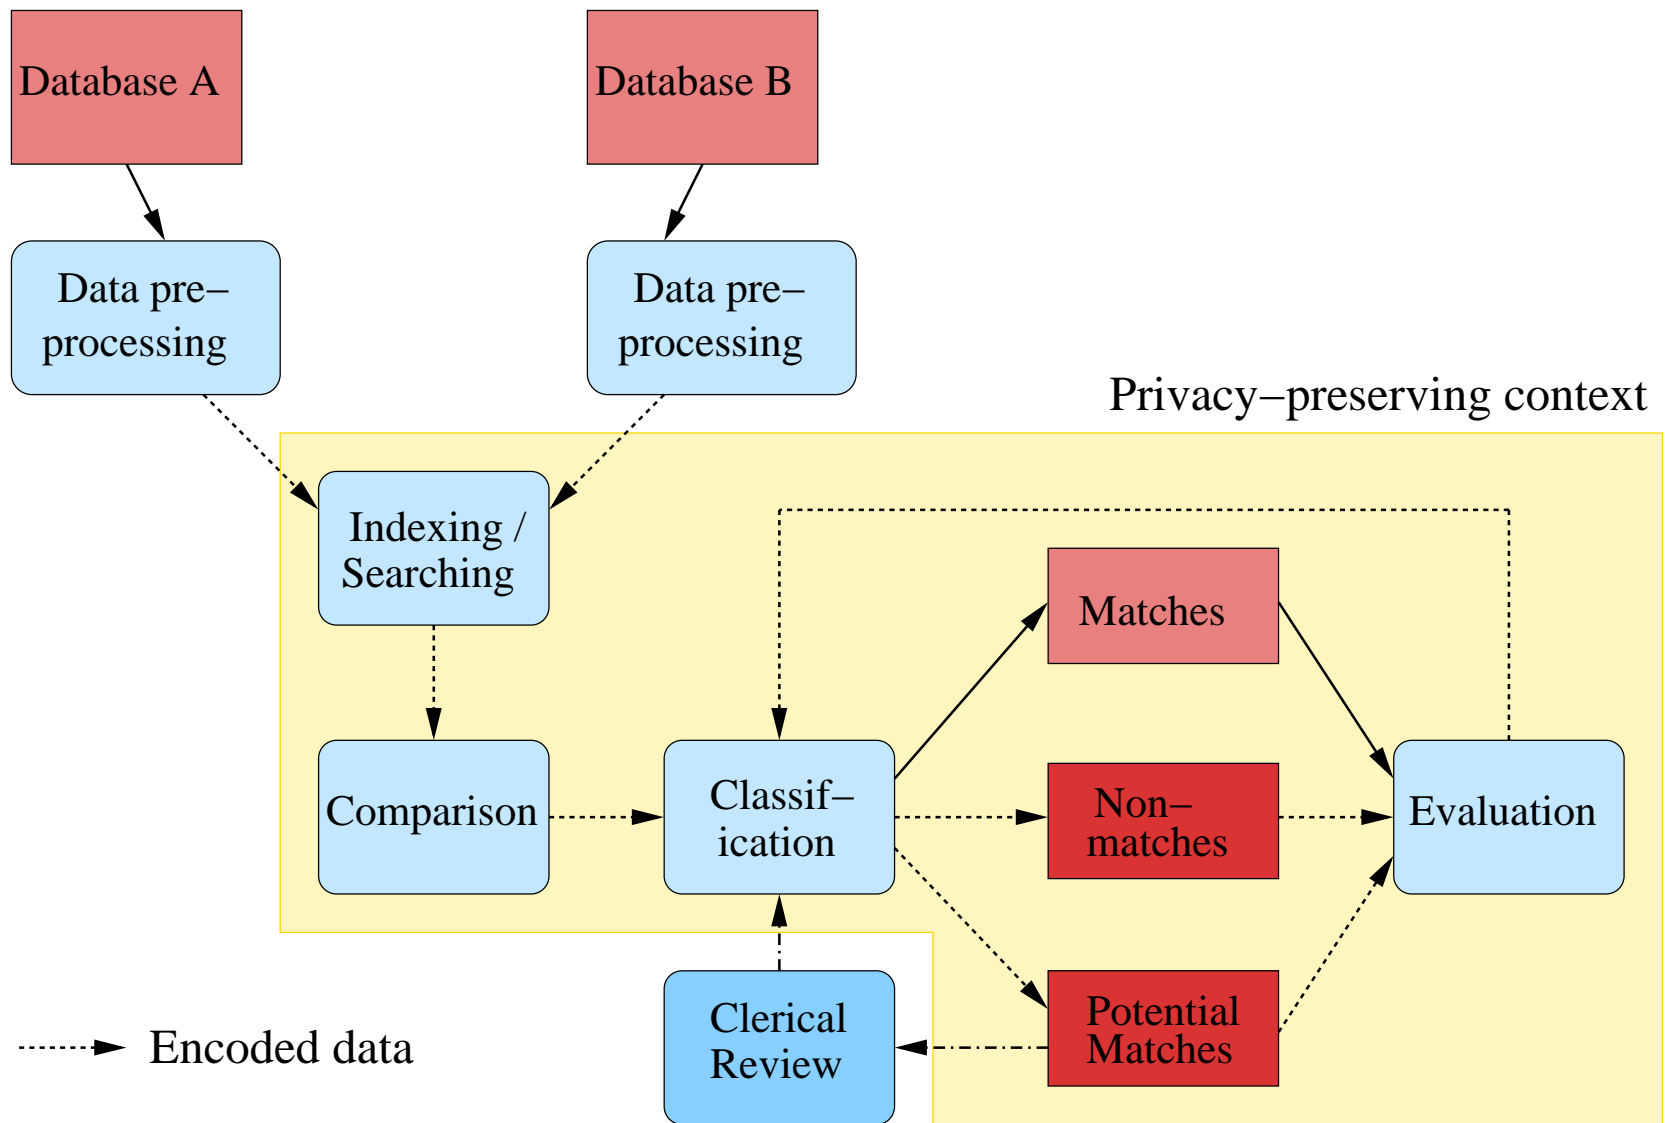 Database A
Database B
Data pre–
processing
Data pre–
processing
Privacy–preserving context
Indexing /
Searching
Matches
Comparison
Classif–
ication
Non–
matches
Evaluation
Clerical
Review
Potential
Matches
Encoded data